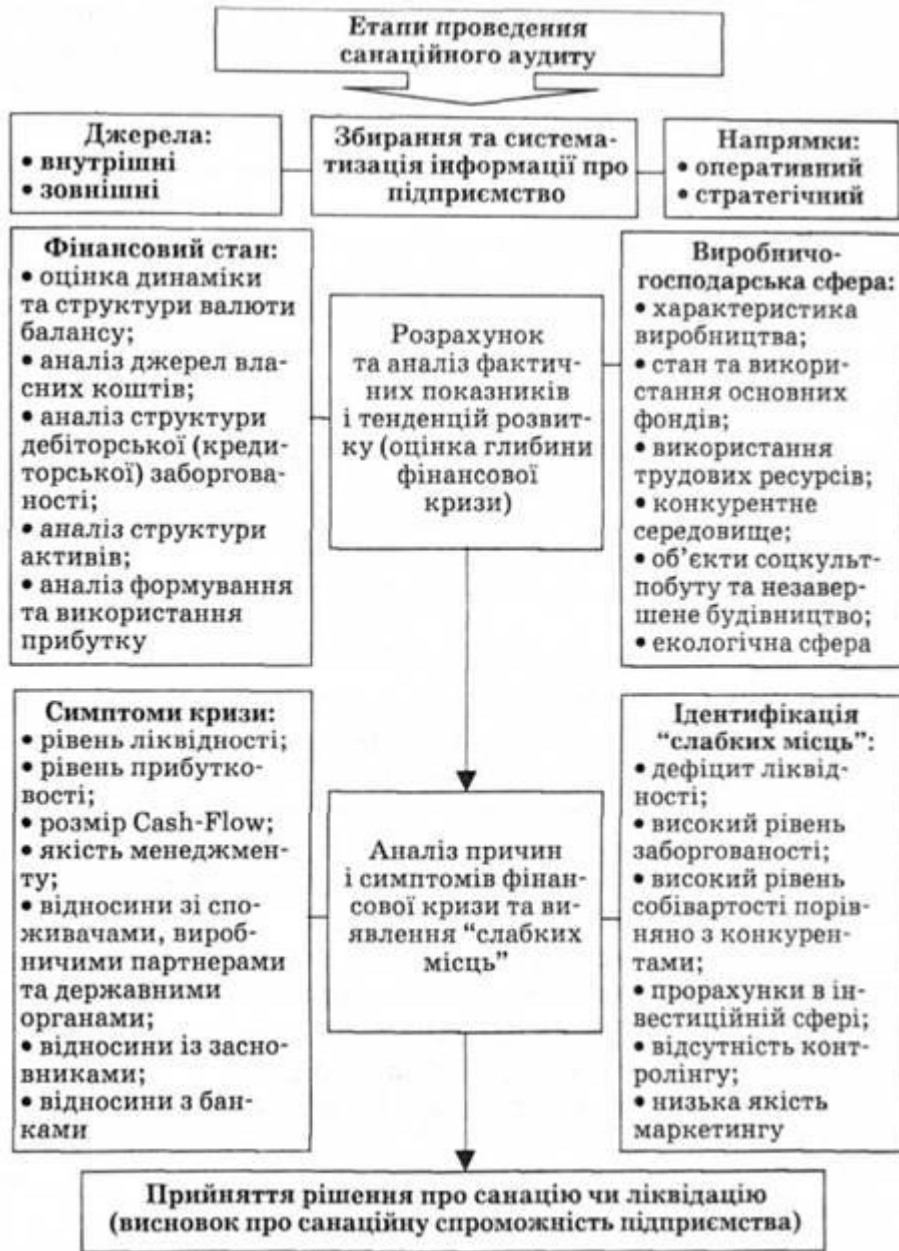 Етапи проведення
санаційного аудиту
Джерела:
• внутрішні
• зовнішні
Збирання та система-
тизація інформації про
підприємство
Напрямки:
• оперативний
• стратегічний
Фінансовий стан:
• оцінка динаміки
та структури валюти
балансу;
• аналіз джерел вла-
сних коштів;
• аналіз структури
дебіторської (креди-
торської) заборгова-
ності;
• аналіз структури
активів;
• аналіз формування
та використання
прибутку
Розрахунок
та аналіз фактич-
них показників
і тенденцій розвит-
ку (оцінка глибини
фінансової
кризи)
Виробничо-
господарська сфера:
• характеристика
виробництва;
• стан та викори-
стання основних
фондів;
• використання
трудових ресурсів;
• конкурентне
середовище;
• об’єкти соцкульт-
побуту та незавер-
шене будівництво;
• екологічна сфера
Симптоми кризи:
• рівень ліквідності;
• рівень прибутко-
вості;
• розмір Cash-Flow;
• якість менеджмен-
ту;
• відносини зі спо-
живачами, вироб-
ничими партнерами
та державними
органами;
• відносини із засно-
вниками;
• відносини з бан-
ками
Аналіз причин
і симптомів фінан-
сової кризи та ви-
явлення “слабких
місць”
Ідентифікація
“слабких місць”:
• дефіцит ліквід-
ності;
• високий рівень
заборгованості;
• високий рівень
собівартості порів-
няно з конкурен-
тами;
• прорахунки в ін-
вестиційній сфері;
• відсутність конт-
ролінгу;
• низька якість
маркетингу
Прийняття рішення про санацію чи ліквідацію
(висновок про санаційну спроможність підприємства)